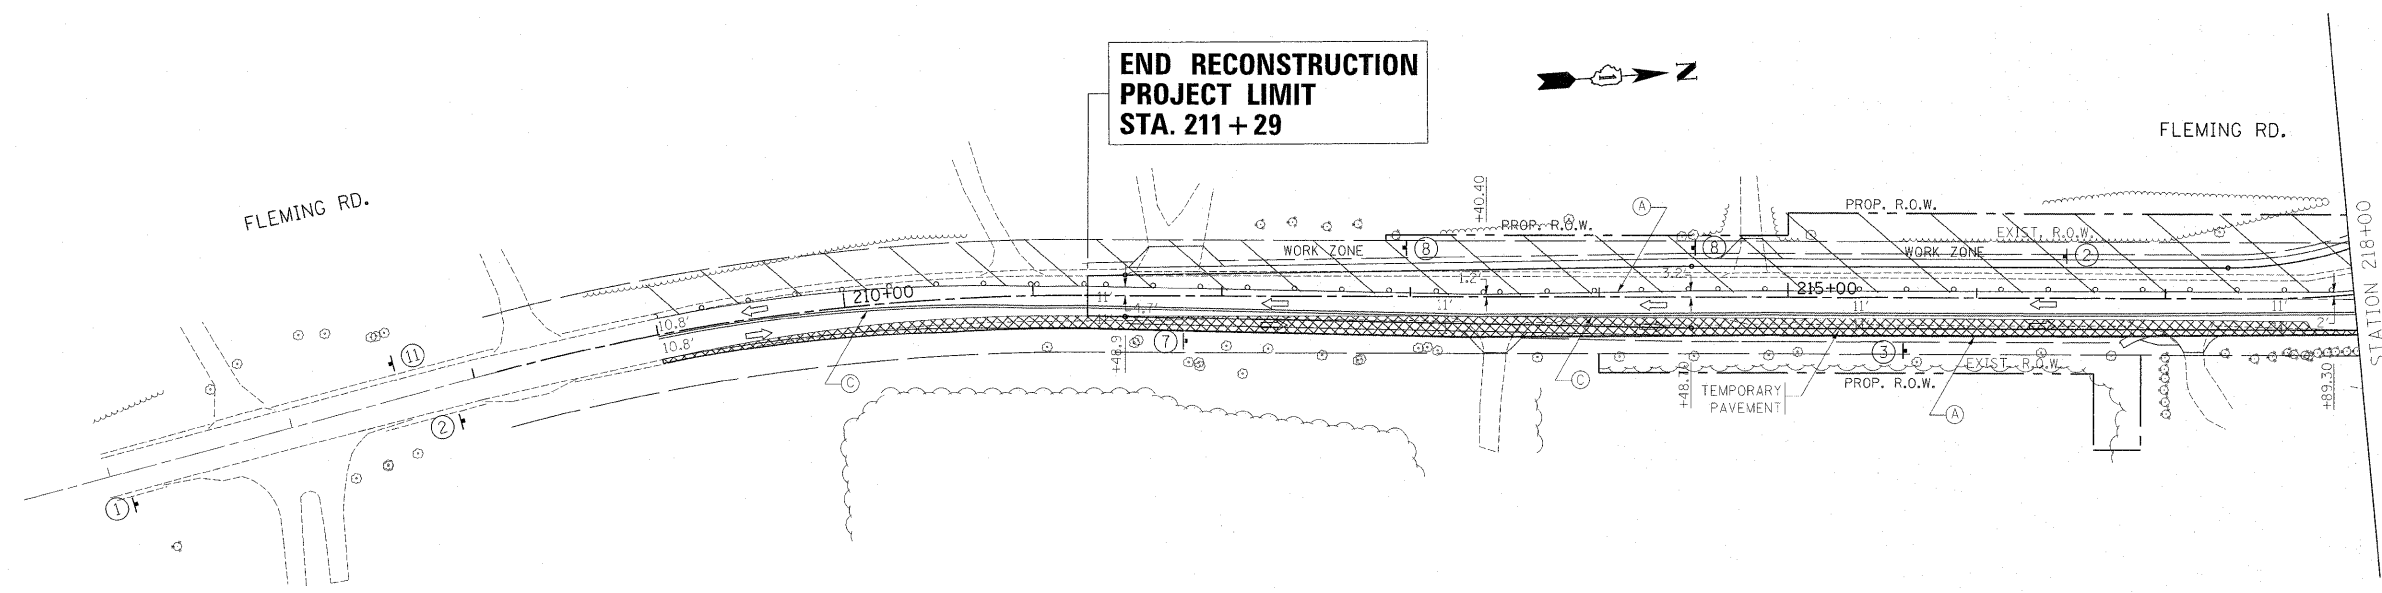 END RECONSTRUCTION
PROJECT LIMIT
STA. 211+29
N
FLEMING RD.
FLEMING RD.
STATION 218+00
+40.40
A
PROP. R.O.W.
PROP. R.O.W.
EXIST. R.O.W.
WORK ZONE
8
8
WORK ZONE
2
1.2'
3.2'
210+00
215+00
11'
4.7'
11'
11'
11'
10.8'
10.8'
11'
2'
11
7
3
C
C
+48.9
EXIST. R.O.W.
PROP. R.O.W.
TEMPORARY
PAVEMENT
A
+89.30
2
1